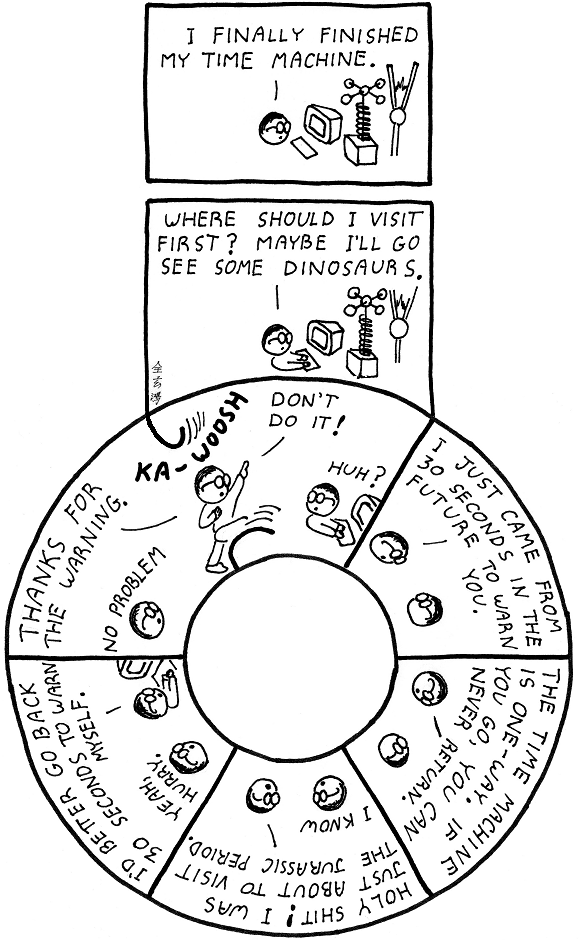 I FINALLY FINISHED
MY TIME MACHINE.
WHERE SHOULD I VISIT
FIRST? MAYBE I'LL GO
SEE SOME DINOSAURS.
KA-WOOSH
DON'T
DO IT!
HUH?
I JUST CAME FROM
30 SECONDS IN THE
FUTURE TO WARN
YOU.
THE TIME MACHINE
IS ONE-WAY. IF
YOU GO, YOU CAN
NEVER RETURN.
HOLY SHIT! I WAS
JUST ABOUT TO VISIT
THE JURASSIC PERIOD.
I KNOW
I'D BETTER GO BACK
30 SECONDS TO WARN
MYSELF.
YEAH,
HURRY.
THANKS FOR
THE WARNING.
NO PROBLEM